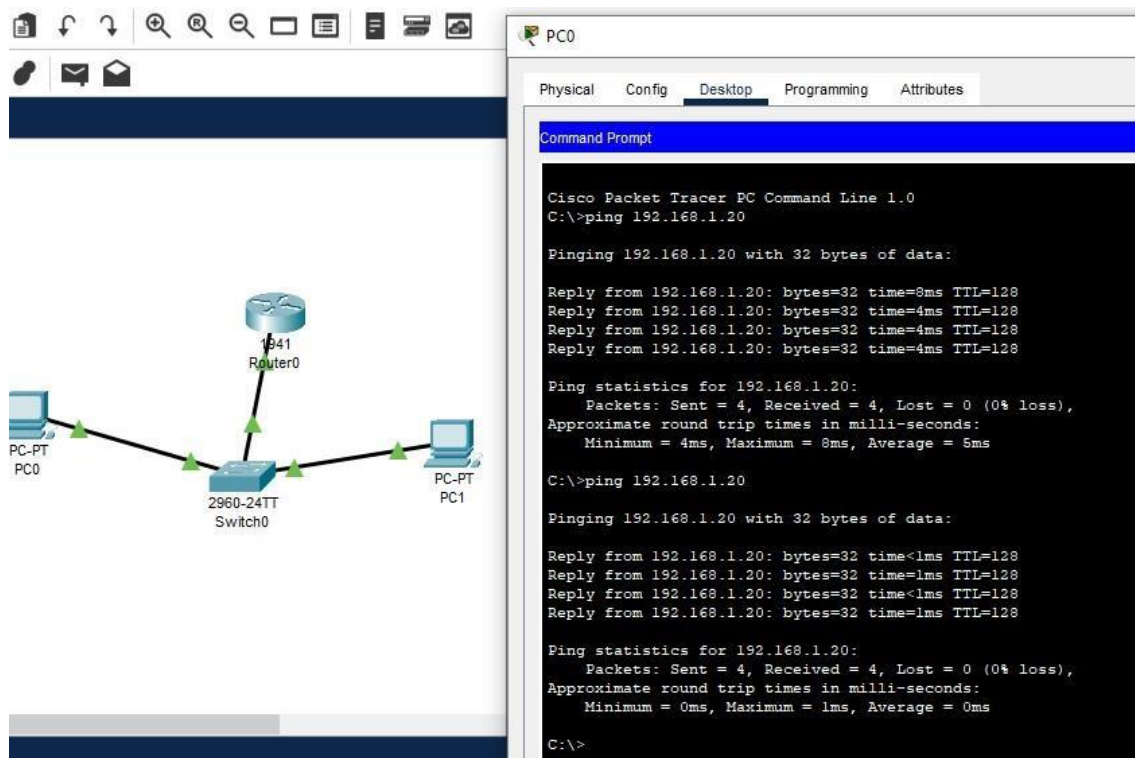 PC0
Physical Config Desktop Programming Attributes
Command Prompt
Cisco Packet Tracer PC Command Line 1.0
C:\>ping 192.168.1.20
Pinging 192.168.1.20 with 32 bytes of data:
Reply from 192.168.1.20: bytes=32 time=8ms TTL=128
Reply from 192.168.1.20: bytes=32 time=4ms TTL=128
Reply from 192.168.1.20: bytes=32 time=4ms TTL=128
Reply from 192.168.1.20: bytes=32 time=4ms TTL=128
Ping statistics for 192.168.1.20:
Packets: Sent = 4, Received = 4, Lost = 0 (0% loss),
Approximate round trip times in milli-seconds:
Minimum = 4ms, Maximum = 8ms, Average = 5ms
C:\>ping 192.168.1.20
Pinging 192.168.1.20 with 32 bytes of data:
Reply from 192.168.1.20: bytes=32 time<1ms TTL=128
Reply from 192.168.1.20: bytes=32 time=1ms TTL=128
Reply from 192.168.1.20: bytes=32 time<1ms TTL=128
Reply from 192.168.1.20: bytes=32 time=1ms TTL=128
Ping statistics for 192.168.1.20:
Packets: Sent = 4, Received = 4, Lost = 0 (0% loss),
Approximate round trip times in milli-seconds:
Minimum = 0ms, Maximum = 1ms, Average = 0ms
C:\>
1941
Router0
PC-PT
PC0
2960-24TT
Switch0
PC-PT
PC1